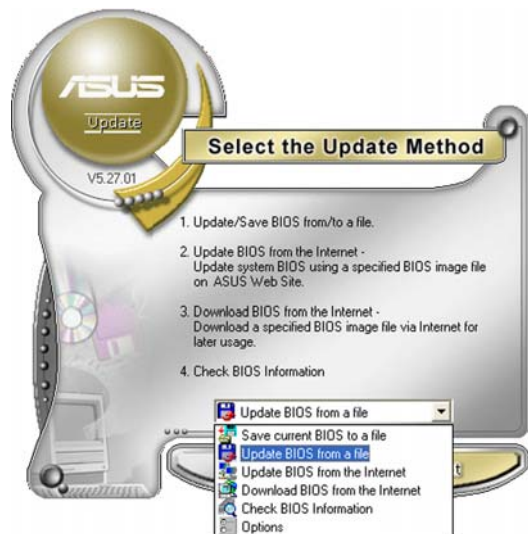 ASUS
Update
V5.27.01
Select the Update Method
1. Update/Save BIOS from/to a file.
2. Update BIOS from the Internet -
Update system BIOS using a specified BIOS image file
on ASUS Web Site.
3. Download BIOS from the Internet -
Download a specified BIOS image file via Internet for
later usage.
4. Check BIOS Information
Update BIOS from a file
Save current BIOS to a file
Update BIOS from a file
Update BIOS from the Internet
Download BIOS from the Internet
Check BIOS Information
Options